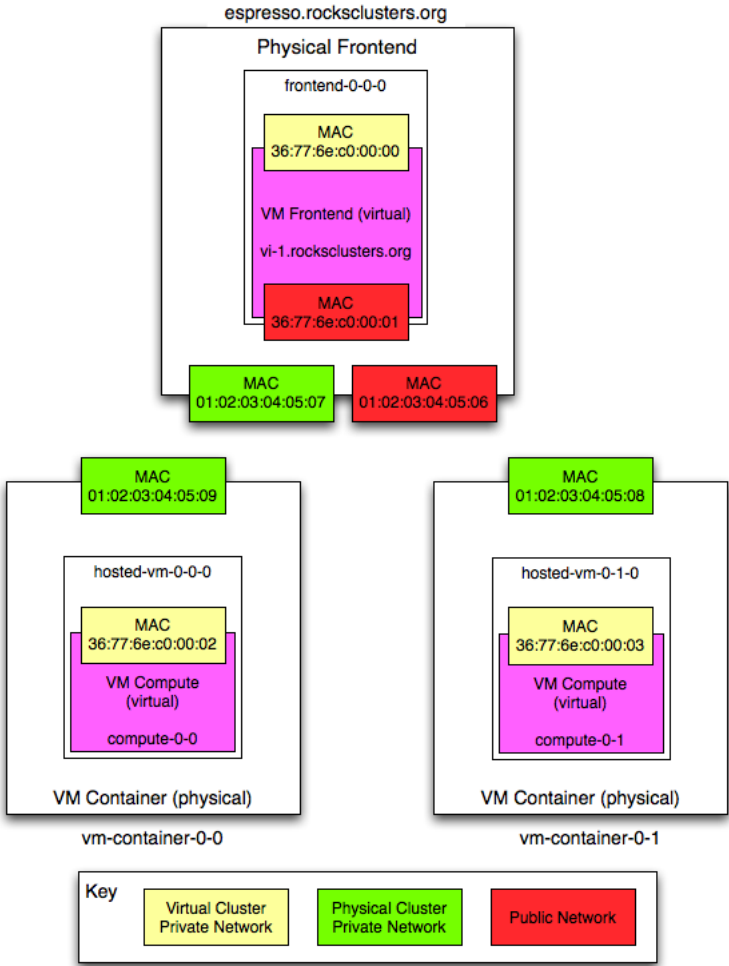 espresso.rocksclusters.org
Physical Frontend
frontend-0-0-0
MAC
36:77:6e:c0:00:00
VM Frontend (virtual)
vi-1.rocksclusters.org
MAC
36:77:6e:c0:00:01
MAC
01:02:03:04:05:07
MAC
01:02:03:04:05:06
MAC
01:02:03:04:05:09
hosted-vm-0-0-0
MAC
36:77:6e:c0:00:02
VM Compute
(virtual)
compute-0-0
VM Container (physical)
vm-container-0-0
MAC
01:02:03:04:05:08
hosted-vm-0-1-0
MAC
36:77:6e:c0:00:03
VM Compute
(virtual)
compute-0-1
VM Container (physical)
vm-container-0-1
Key
Virtual Cluster
Private Network
Physical Cluster
Private Network
Public Network